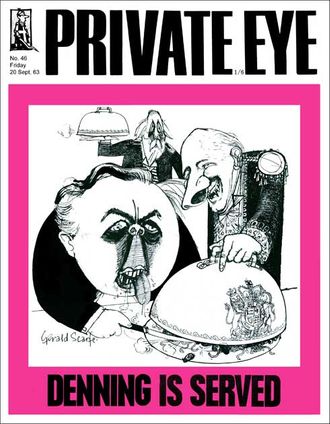 PRIVATE EYE
No. 46
Friday
20 Sept. 63
1/6
Gerald Scarfe
DENNING IS SERVED